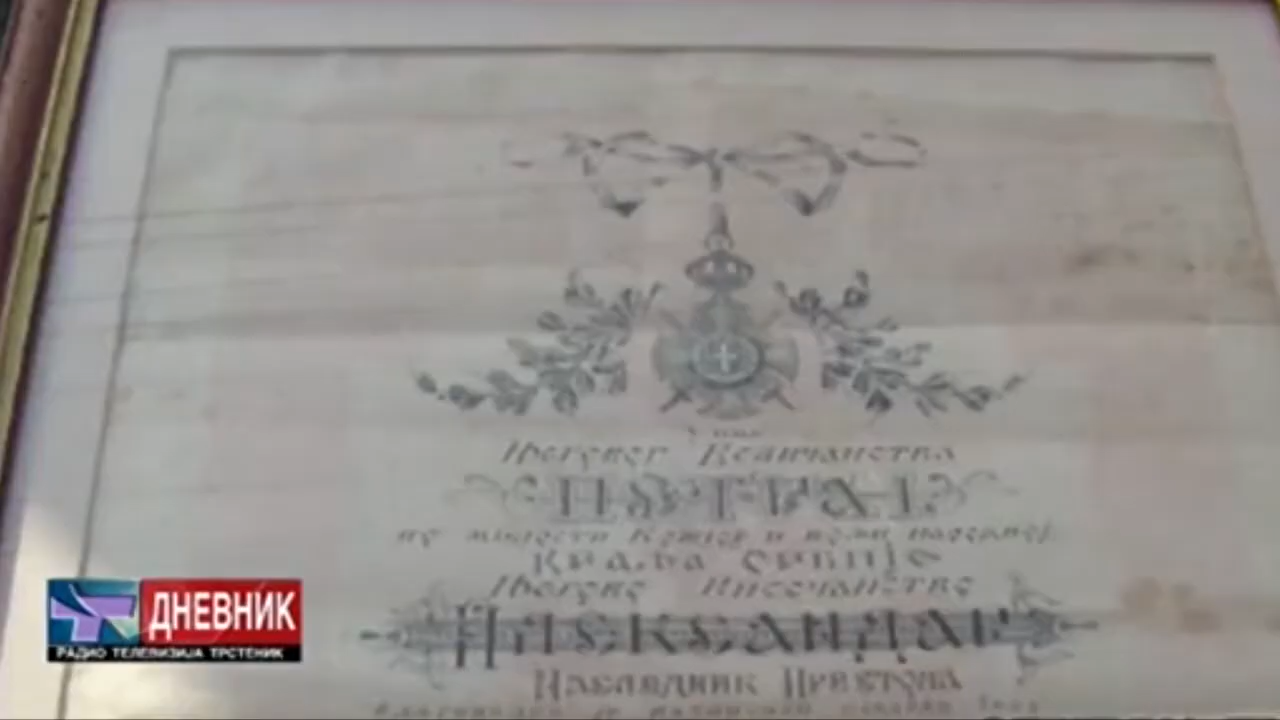 Његовог Величанства
ПЕТРА I.
по милости Божјој и вољи народној
Краља Србије
Његово Височанство
Александар
Наследник Престола
ДНЕВНИК
РАДИО ТЕЛЕВИЗИЈА ТРСТЕНИК